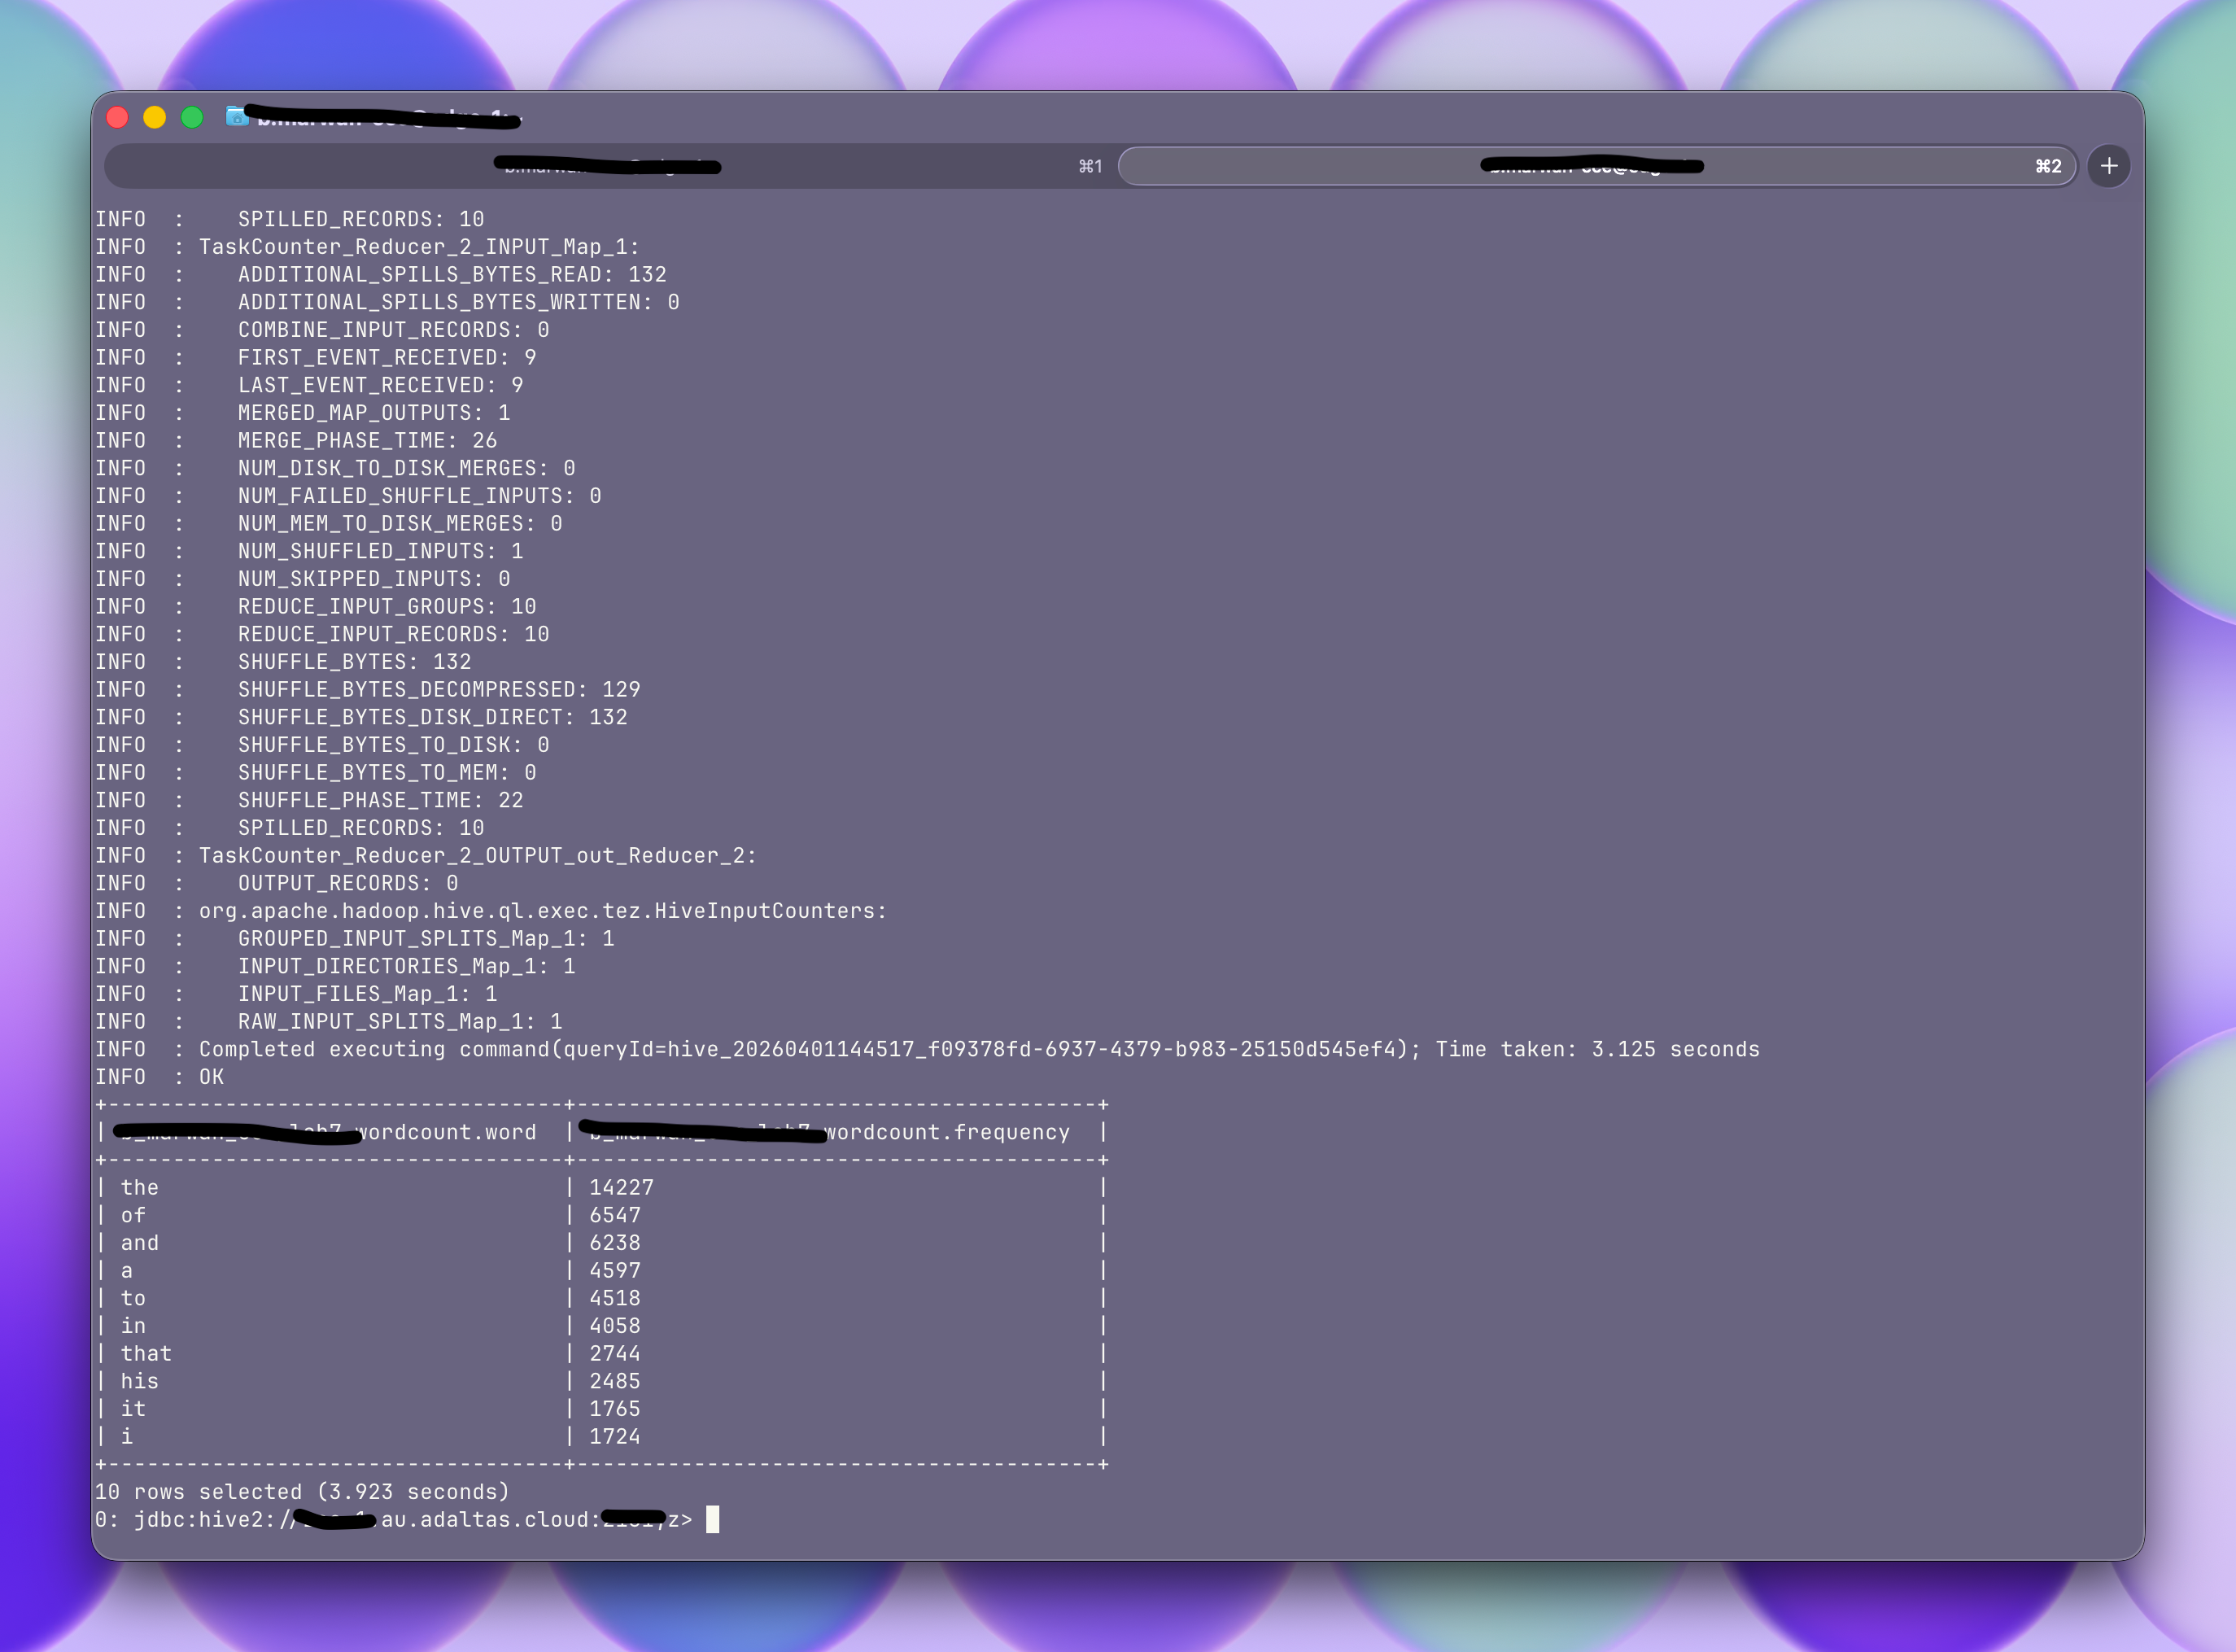 ⌘1
⌘2
INFO  :    SPILLED_RECORDS: 10
INFO  : TaskCounter_Reducer_2_INPUT_Map_1:
INFO  :    ADDITIONAL_SPILLS_BYTES_READ: 132
INFO  :    ADDITIONAL_SPILLS_BYTES_WRITTEN: 0
INFO  :    COMBINE_INPUT_RECORDS: 0
INFO  :    FIRST_EVENT_RECEIVED: 9
INFO  :    LAST_EVENT_RECEIVED: 9
INFO  :    MERGED_MAP_OUTPUTS: 1
INFO  :    MERGE_PHASE_TIME: 26
INFO  :    NUM_DISK_TO_DISK_MERGES: 0
INFO  :    NUM_FAILED_SHUFFLE_INPUTS: 0
INFO  :    NUM_MEM_TO_DISK_MERGES: 0
INFO  :    NUM_SHUFFLED_INPUTS: 1
INFO  :    NUM_SKIPPED_INPUTS: 0
INFO  :    REDUCE_INPUT_GROUPS: 10
INFO  :    REDUCE_INPUT_RECORDS: 10
INFO  :    SHUFFLE_BYTES: 132
INFO  :    SHUFFLE_BYTES_DECOMPRESSED: 129
INFO  :    SHUFFLE_BYTES_DISK_DIRECT: 132
INFO  :    SHUFFLE_BYTES_TO_DISK: 0
INFO  :    SHUFFLE_BYTES_TO_MEM: 0
INFO  :    SHUFFLE_PHASE_TIME: 22
INFO  :    SPILLED_RECORDS: 10
INFO  : TaskCounter_Reducer_2_OUTPUT_out_Reducer_2:
INFO  :    OUTPUT_RECORDS: 0
INFO  : org.apache.hadoop.hive.ql.exec.tez.HiveInputCounters:
INFO  :    GROUPED_INPUT_SPLITS_Map_1: 1
INFO  :    INPUT_DIRECTORIES_Map_1: 1
INFO  :    INPUT_FILES_Map_1: 1
INFO  :    RAW_INPUT_SPLITS_Map_1: 1
INFO  : Completed executing command(queryId=hive_20260401144517_f09378fd-6937-4379-b983-25150d545ef4); Time taken: 3.125 seconds
INFO  : OK
| wordcount.word | wordcount.frequency |
| the | 14227 |
| of | 6547 |
| and | 6238 |
| a | 4597 |
| to | 4518 |
| in | 4058 |
| that | 2744 |
| his | 2485 |
| it | 1765 |
| i | 1724 |
10 rows selected (3.923 seconds)
0: jdbc:hive2:// .au.adaltas.cloud: z>